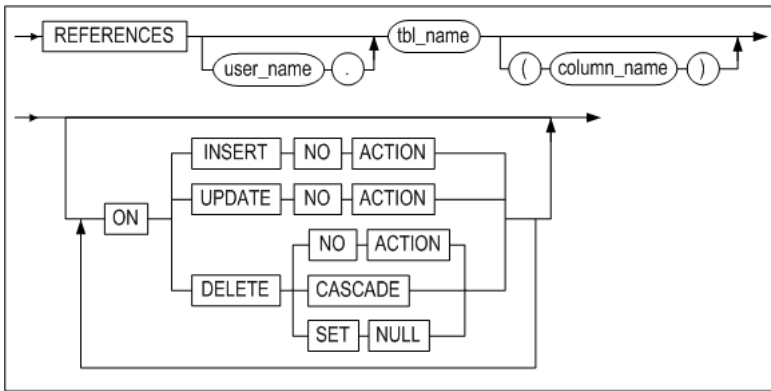 REFERENCES tbl_name
user_name . ( column_name )
INSERT NO ACTION
UPDATE NO ACTION
ON
NO ACTION
DELETE CASCADE
SET NULL